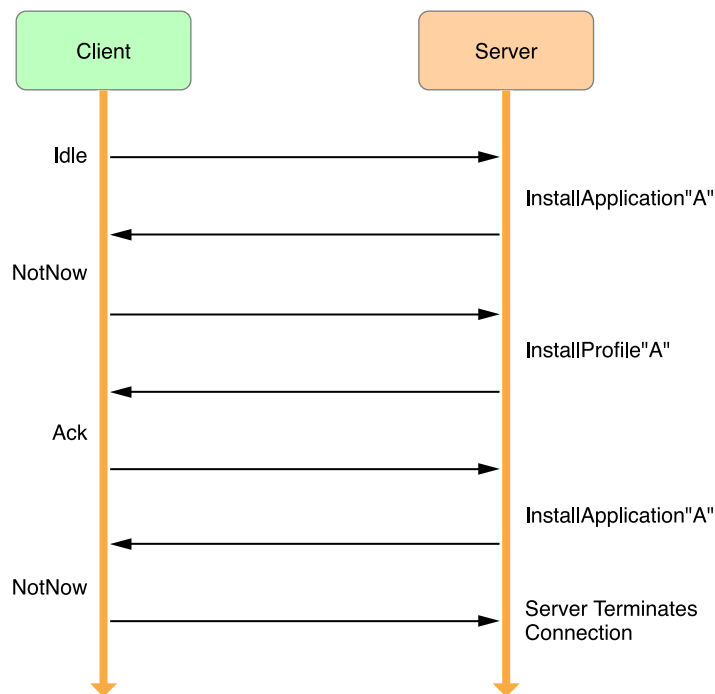 Client
Server
Idle
InstallApplication"A"
NotNow
InstallProfile"A"
Ack
InstallApplication"A"
NotNow
Server Terminates
Connection